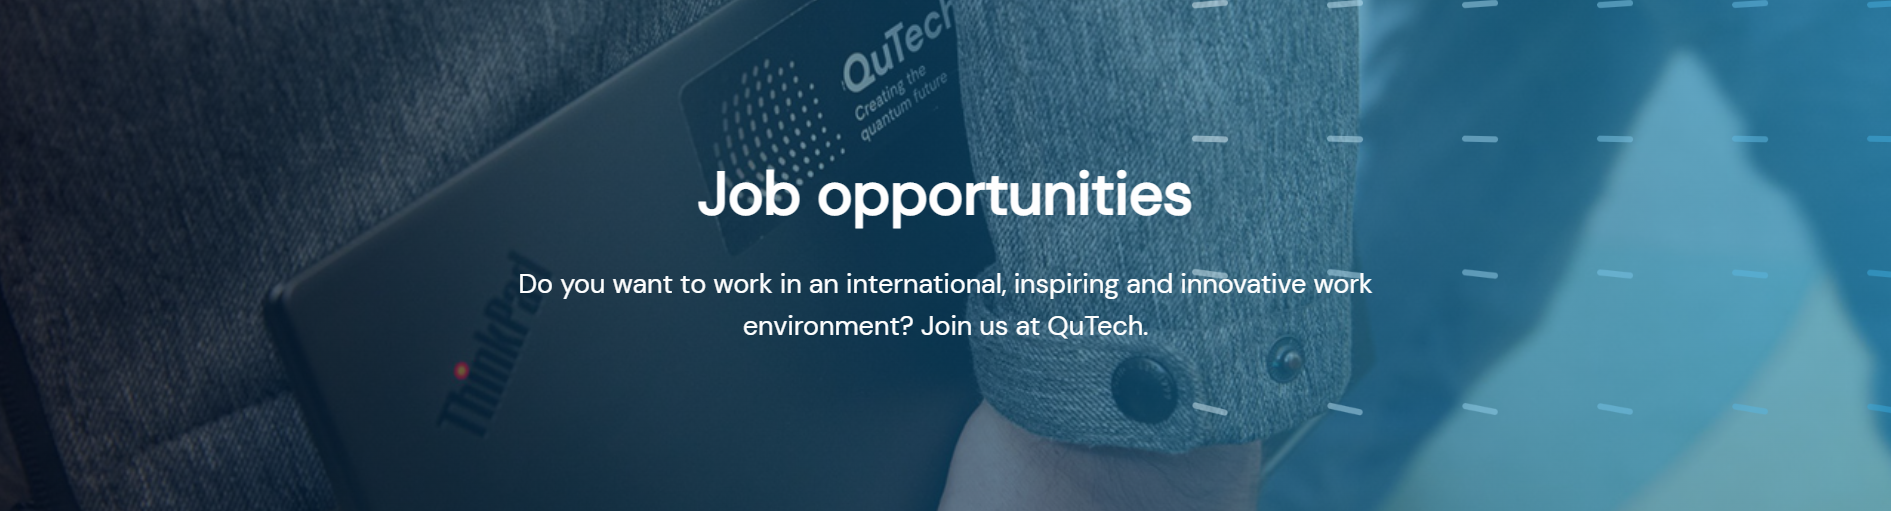 QuTech
Creating the
quantum future
Job opportunities
ThinkPad
Do you want to work in an international, inspiring and innovative work
environment? Join us at QuTech.